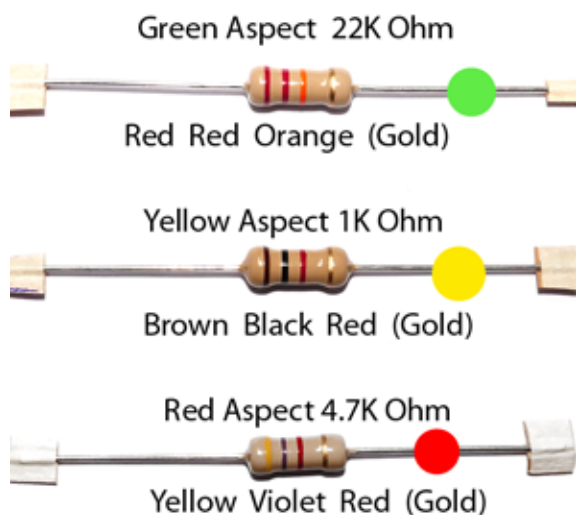 Green Aspect 22K Ohm
Red Red Orange (Gold)
Yellow Aspect 1K Ohm
Brown Black Red (Gold)
Red Aspect 4.7K Ohm
Yellow Violet Red (Gold)